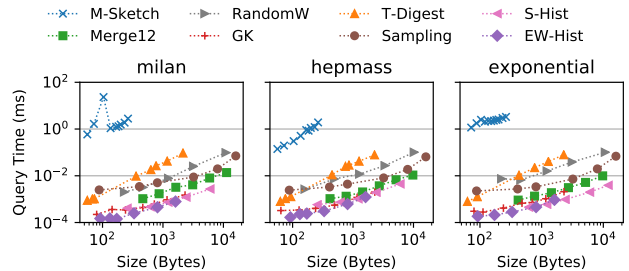 M-Sketch RandomW T-Digest S-Hist
Merge12 GK Sampling EW-Hist
milan hepmass exponential
Query Time (ms)
10^2
10^0
10^−2
10^−4
10^2 10^3 10^4 10^2 10^3 10^4 10^2 10^3 10^4
Size (Bytes) Size (Bytes) Size (Bytes)